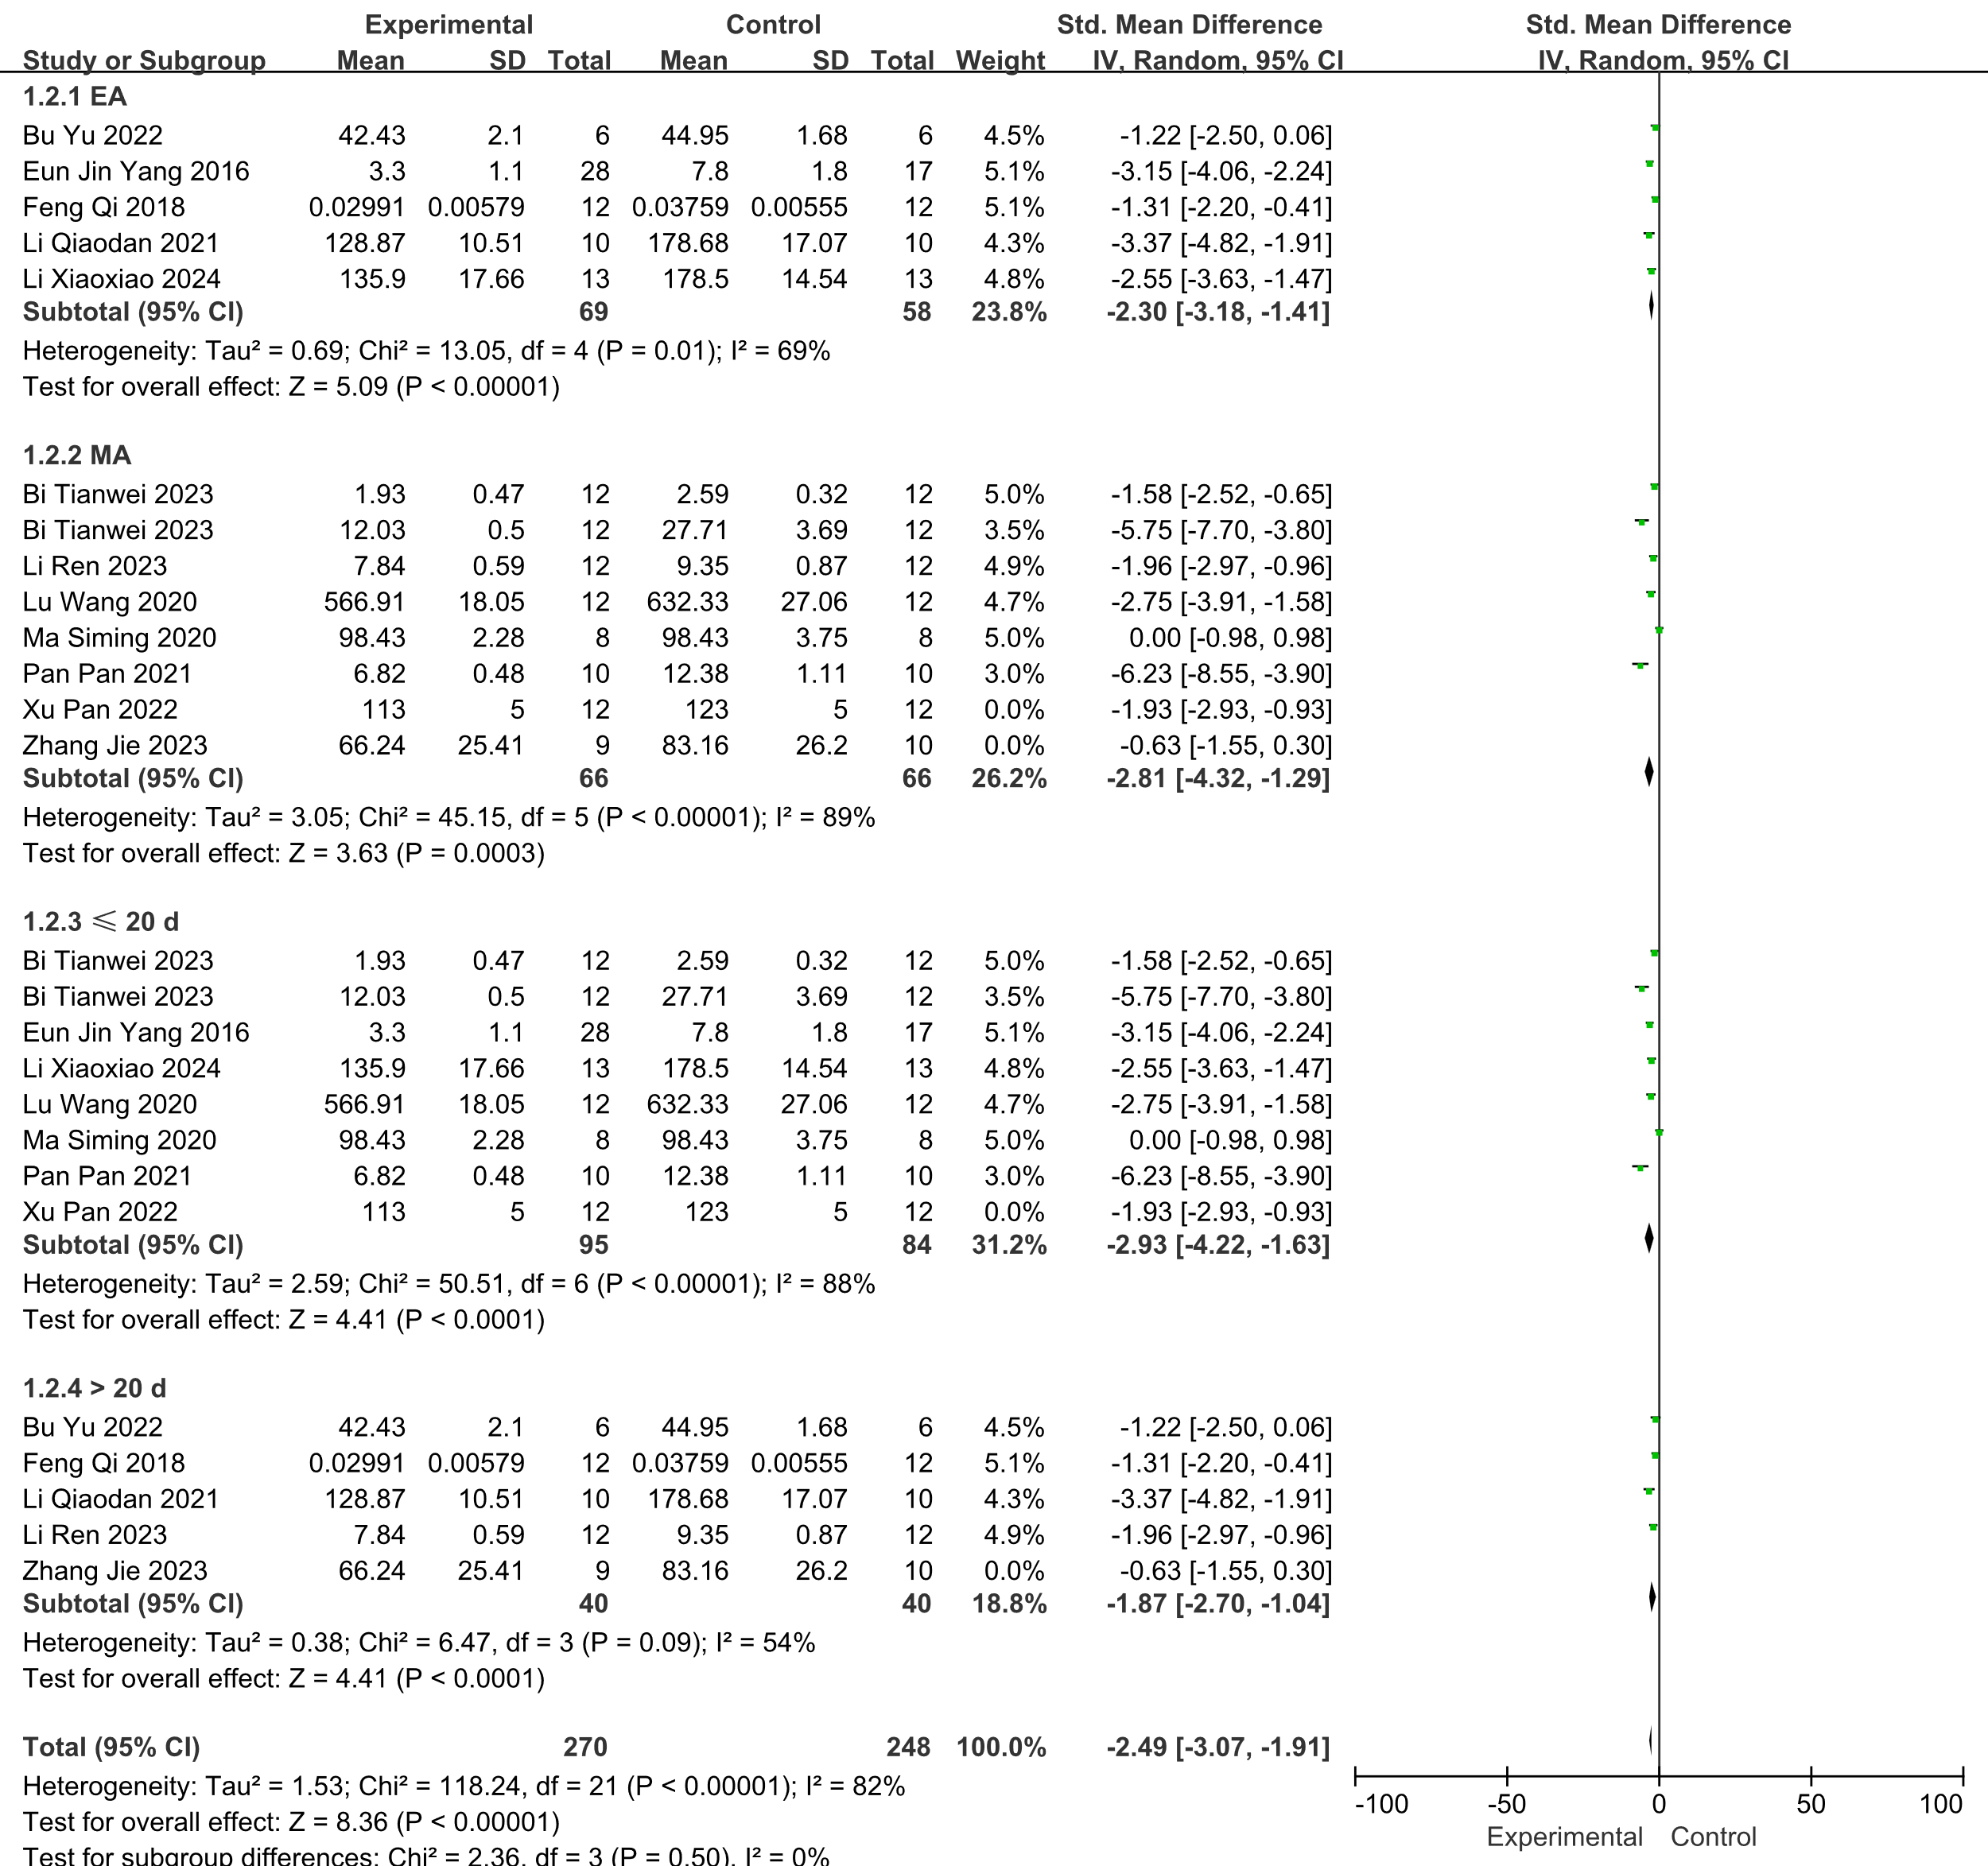 Experimental Control Std. Mean Difference Std. Mean Difference
Study or Subgroup Mean SD Total Mean SD Total Weight IV, Random, 95% CI IV, Random, 95% CI
1.2.1 EA
Bu Yu 2022 42.43 2.1 6 44.95 1.68 6 4.5% -1.22 [-2.50, 0.06]
Eun Jin Yang 2016 3.3 1.1 28 7.8 1.8 17 5.1% -3.15 [-4.06, -2.24]
Feng Qi 2018 0.02991 0.00579 12 0.03759 0.00555 12 5.1% -1.31 [-2.20, -0.41]
Li Qiaodan 2021 128.87 10.51 10 178.68 17.07 10 4.3% -3.37 [-4.82, -1.91]
Li Xiaoxiao 2024 135.9 17.66 13 178.5 14.54 13 4.8% -2.55 [-3.63, -1.47]
Subtotal (95% CI) 69 58 23.8% -2.30 [-3.18, -1.41]
Heterogeneity: Tau² = 0.69; Chi² = 13.05, df = 4 (P = 0.01); I² = 69%
Test for overall effect: Z = 5.09 (P < 0.00001)
1.2.2 MA
Bi Tianwei 2023 1.93 0.47 12 2.59 0.32 12 5.0% -1.58 [-2.52, -0.65]
Bi Tianwei 2023 12.03 0.5 12 27.71 3.69 12 3.5% -5.75 [-7.70, -3.80]
Li Ren 2023 7.84 0.59 12 9.35 0.87 12 4.9% -1.96 [-2.97, -0.96]
Lu Wang 2020 566.91 18.05 12 632.33 27.06 12 4.7% -2.75 [-3.91, -1.58]
Ma Siming 2020 98.43 2.28 8 98.43 3.75 8 5.0% 0.00 [-0.98, 0.98]
Pan Pan 2021 6.82 0.48 10 12.38 1.11 10 3.0% -6.23 [-8.55, -3.90]
Xu Pan 2022 113 5 12 123 5 12 0.0% -1.93 [-2.93, -0.93]
Zhang Jie 2023 66.24 25.41 9 83.16 26.2 10 0.0% -0.63 [-1.55, 0.30]
Subtotal (95% CI) 66 66 26.2% -2.81 [-4.32, -1.29]
Heterogeneity: Tau² = 3.05; Chi² = 45.15, df = 5 (P < 0.00001); I² = 89%
Test for overall effect: Z = 3.63 (P = 0.0003)
1.2.3 ⩽ 20 d
Bi Tianwei 2023 1.93 0.47 12 2.59 0.32 12 5.0% -1.58 [-2.52, -0.65]
Bi Tianwei 2023 12.03 0.5 12 27.71 3.69 12 3.5% -5.75 [-7.70, -3.80]
Eun Jin Yang 2016 3.3 1.1 28 7.8 1.8 17 5.1% -3.15 [-4.06, -2.24]
Li Xiaoxiao 2024 135.9 17.66 13 178.5 14.54 13 4.8% -2.55 [-3.63, -1.47]
Lu Wang 2020 566.91 18.05 12 632.33 27.06 12 4.7% -2.75 [-3.91, -1.58]
Ma Siming 2020 98.43 2.28 8 98.43 3.75 8 5.0% 0.00 [-0.98, 0.98]
Pan Pan 2021 6.82 0.48 10 12.38 1.11 10 3.0% -6.23 [-8.55, -3.90]
Xu Pan 2022 113 5 12 123 5 12 0.0% -1.93 [-2.93, -0.93]
Subtotal (95% CI) 95 84 31.2% -2.93 [-4.22, -1.63]
Heterogeneity: Tau² = 2.59; Chi² = 50.51, df = 6 (P < 0.00001); I² = 88%
Test for overall effect: Z = 4.41 (P < 0.0001)
1.2.4 > 20 d
Bu Yu 2022 42.43 2.1 6 44.95 1.68 6 4.5% -1.22 [-2.50, 0.06]
Feng Qi 2018 0.02991 0.00579 12 0.03759 0.00555 12 5.1% -1.31 [-2.20, -0.41]
Li Qiaodan 2021 128.87 10.51 10 178.68 17.07 10 4.3% -3.37 [-4.82, -1.91]
Li Ren 2023 7.84 0.59 12 9.35 0.87 12 4.9% -1.96 [-2.97, -0.96]
Zhang Jie 2023 66.24 25.41 9 83.16 26.2 10 0.0% -0.63 [-1.55, 0.30]
Subtotal (95% CI) 40 40 18.8% -1.87 [-2.70, -1.04]
Heterogeneity: Tau² = 0.38; Chi² = 6.47, df = 3 (P = 0.09); I² = 54%
Test for overall effect: Z = 4.41 (P < 0.0001)
Total (95% CI) 270 248 100.0% -2.49 [-3.07, -1.91]
Heterogeneity: Tau² = 1.53; Chi² = 118.24, df = 21 (P < 0.00001); I² = 82%
-100 -50 0 50 100
Test for overall effect: Z = 8.36 (P < 0.00001)
Experimental Control
Test for subgroup differences: Chi² = 2.36, df = 3 (P = 0.50), I² = 0%